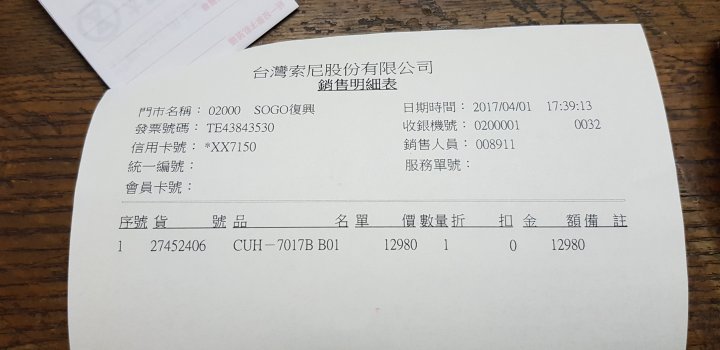 台灣索尼股份有限公司
銷售明細表
門市名稱： 02000 SOGO復興 日期時間： 2017/04/01 17:39:13
發票號碼： TE43843530 收銀機號： 0200001 0032
信用卡號： *XX7150 銷售人員： 008911
統一編號： 服務單號：
會員卡號：
序號 貨 號 品 名 單 價 數量 折 扣 金 額 備 註
1 27452406 CUH－7017B B01 12980 1 0 12980